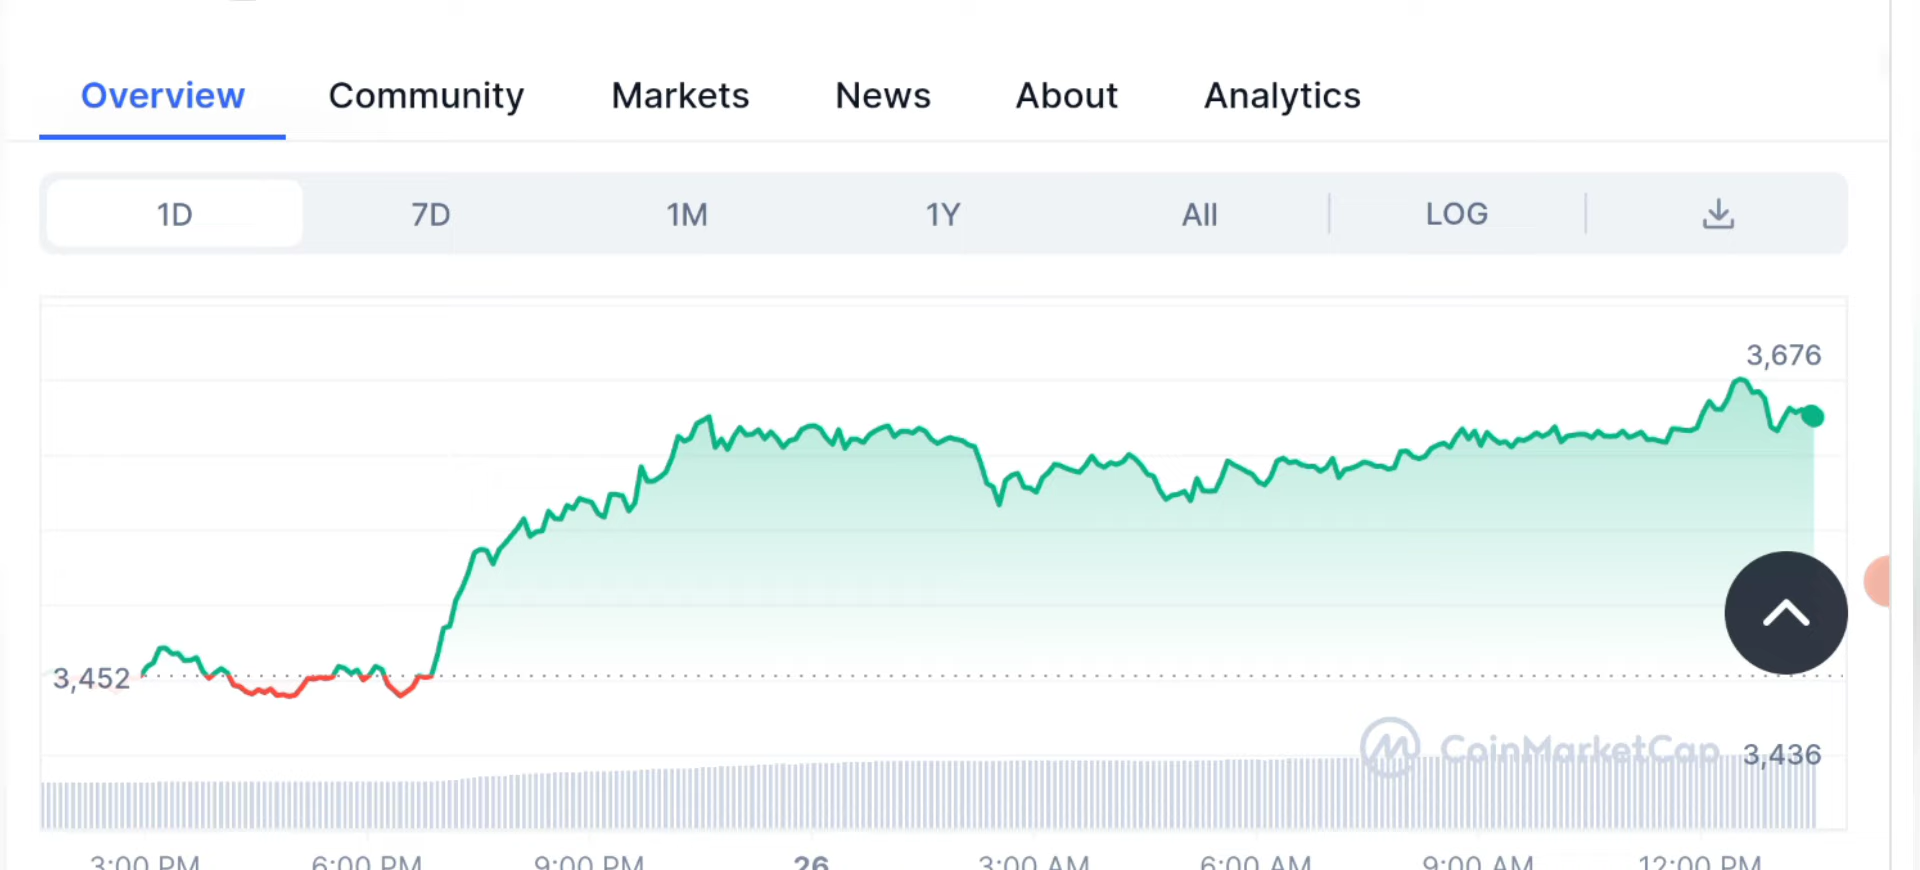 Overview Community Markets News About Analytics
1D 7D 1M 1Y All LOG
3,676
3,452
CoinMarketCap 3,436
3:00 PM 6:00 PM 9:00 PM 26 3:00 AM 6:00 AM 9:00 AM 12:00 PM